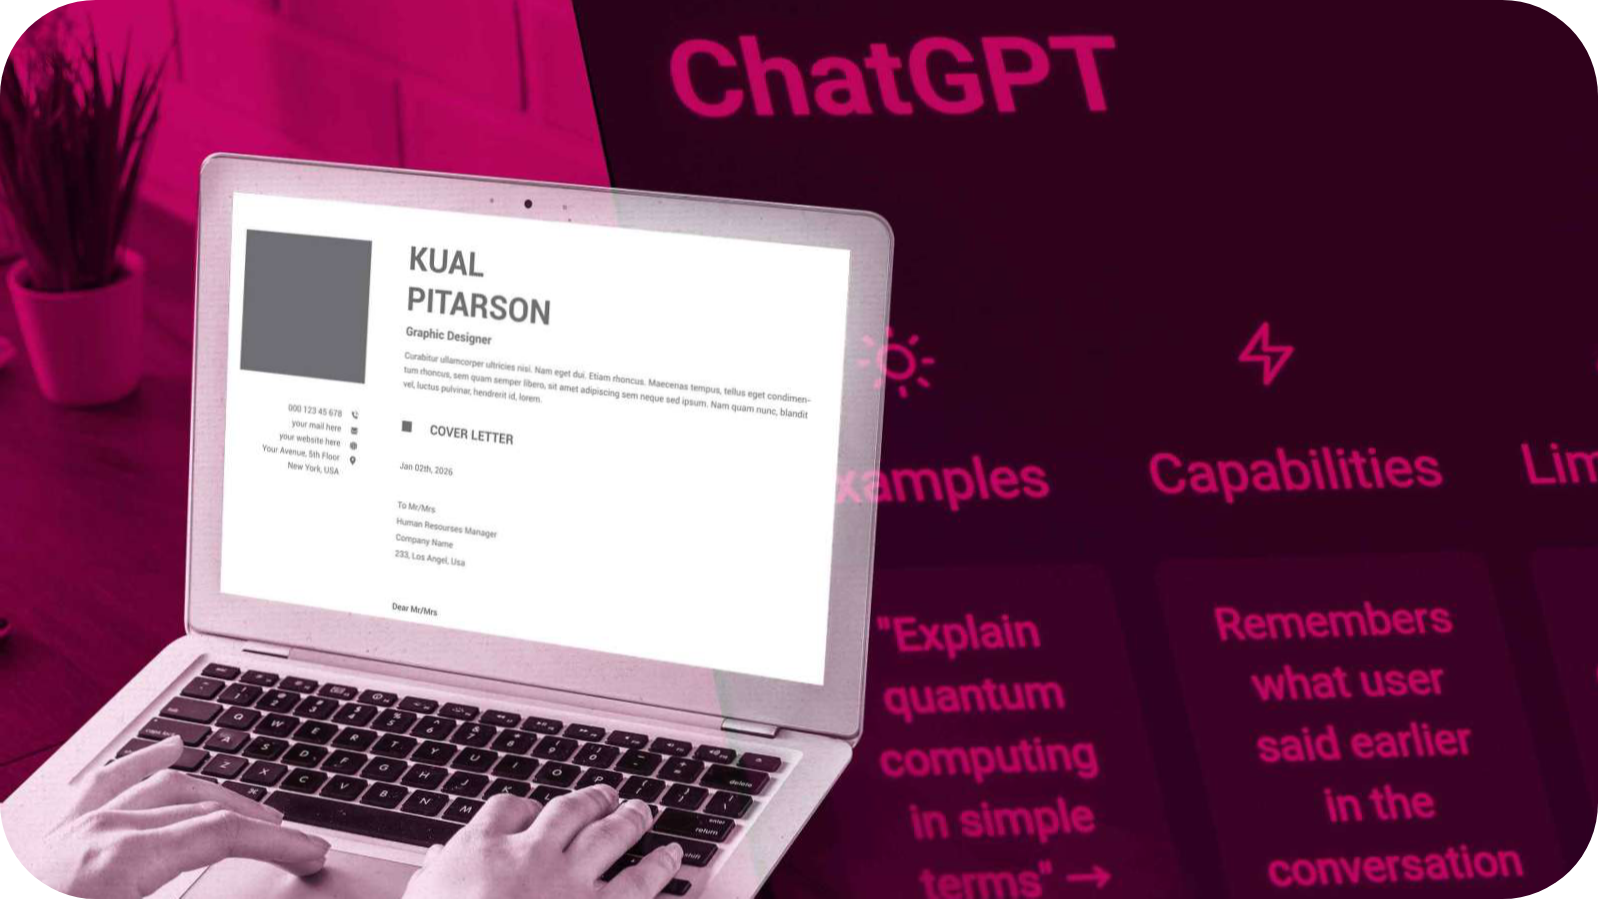 ChatGPT
KUAL
PITARSON
Graphic Designer
Curabitur ullamcorper ultricies nisi. Nam eget dui. Etiam rhoncus. Maecenas tempus, tellus eget condimen-
tum rhoncus, sem quam semper libero, sit amet adipiscing sem neque sed ipsum. Nam quam nunc, blandit
vel, luctus pulvinar, hendrerit id, lorem.
000 123 45 678
your mail here
your website here
Your Avenue, 5th Floor
New York, USA
COVER LETTER
Jan 02th, 2026
To Mr/Mrs
Human Resourses Manager
Company Name
233, Los Angel, Usa
Dear Mr/Mrs
xamples
Capabilities
Lim
"Explain
quantum
computing
in simple
terms" →
Remembers
what user
said earlier
in the
conversation
Q W E R T Y U I O P
A S D F G H J K L
Z X C V B N M
delete
return
shift